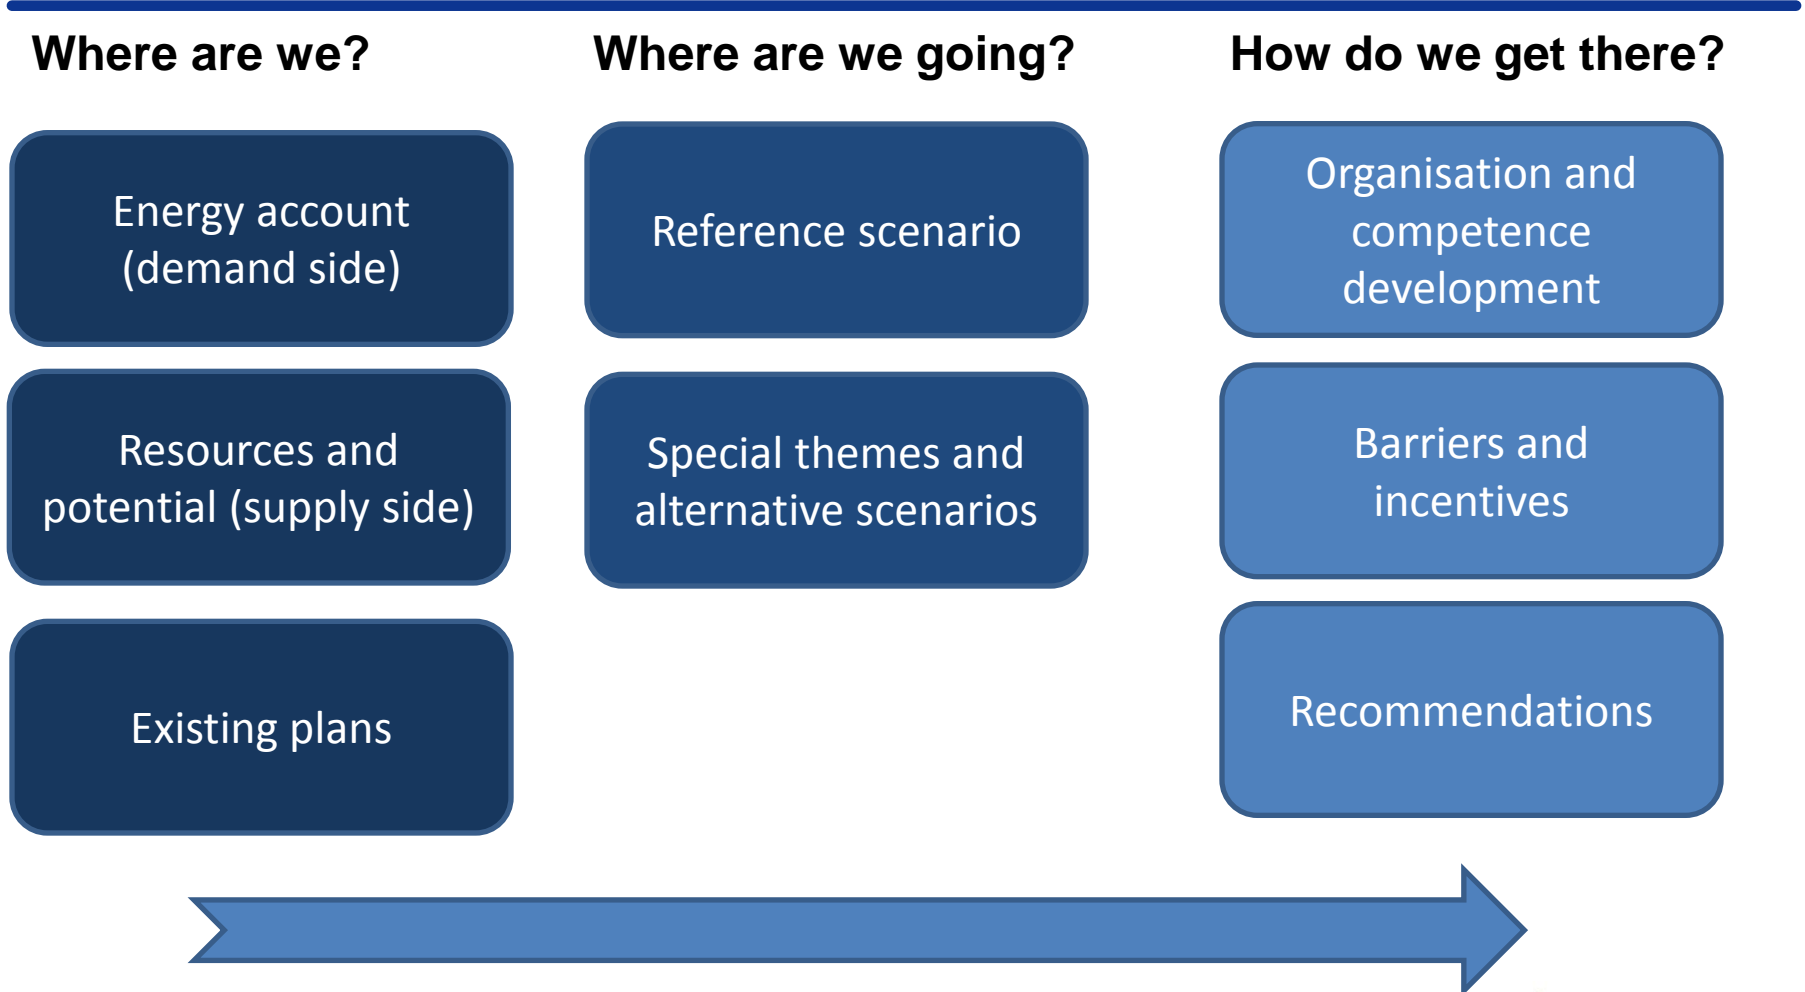 Where are we?
Energy account
(demand side)
Resources and
potential (supply side)
Existing plans
Where are we going?
Reference scenario
Special themes and
alternative scenarios
How do we get there?
Organisation and
competence
development
Barriers and
incentives
Recommendations